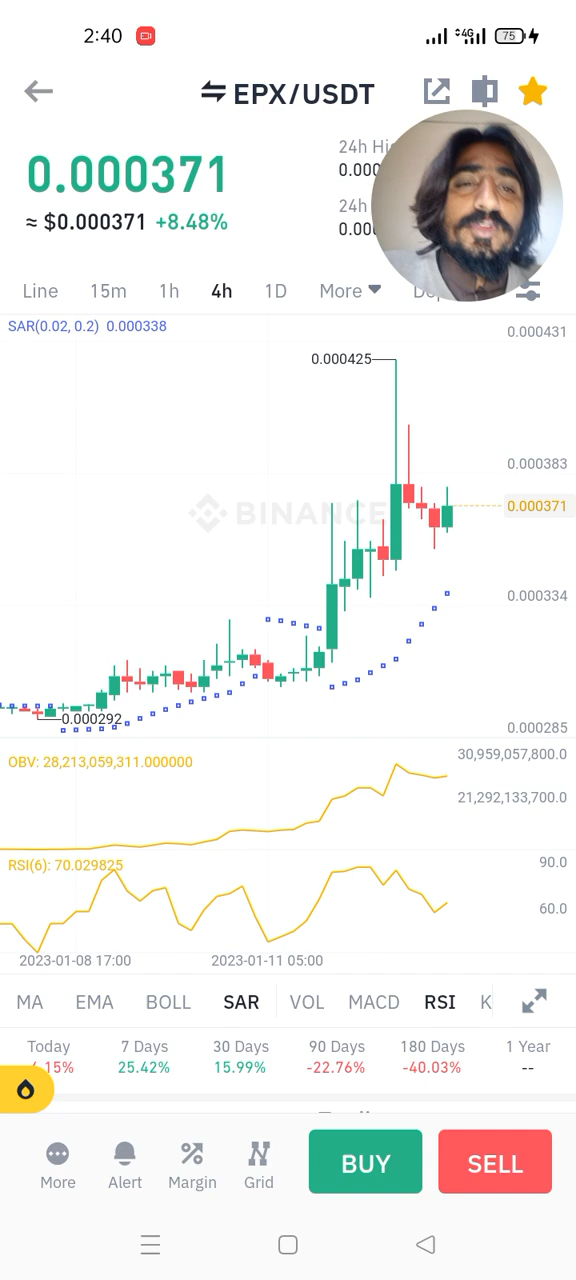 2:40
4G
75
EPX/USDT
0.000371
≈ $0.000371 +8.48%
24h
24h
Line 15m 1h 4h 1D More
SAR(0.02, 0.2) 0.000338
0.000431
0.000425
0.000383
0.000371
BINANCE
0.000334
0.000292
0.000285
OBV: 28,213,059,311.000000
30,959,057,800.0
21,292,133,700.0
RSI(6): 70.029825
90.0
60.0
2023-01-08 17:00 2023-01-11 05:00
MA EMA BOLL SAR VOL MACD RSI K
Today 7 Days 30 Days 90 Days 180 Days 1 Year
15% 25.42% 15.99% -22.76% -40.03% --
More Alert Margin Grid BUY SELL